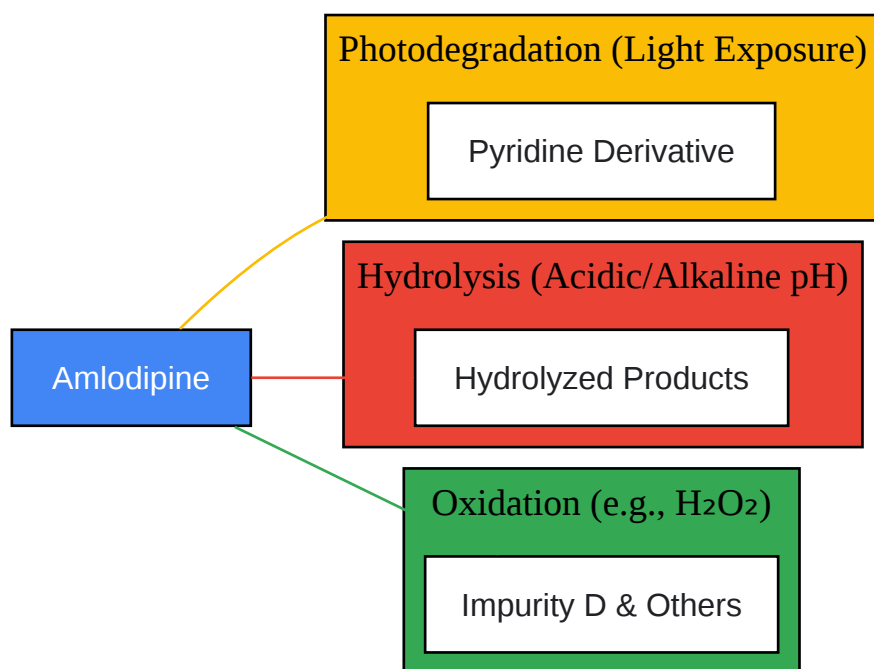 Photodegradation (Light Exposure)
Pyridine Derivative
Hydrolysis (Acidic/Alkaline pH)
Amlodipine
Hydrolyzed Products
Oxidation (e.g., H₂O₂)
Impurity D & Others